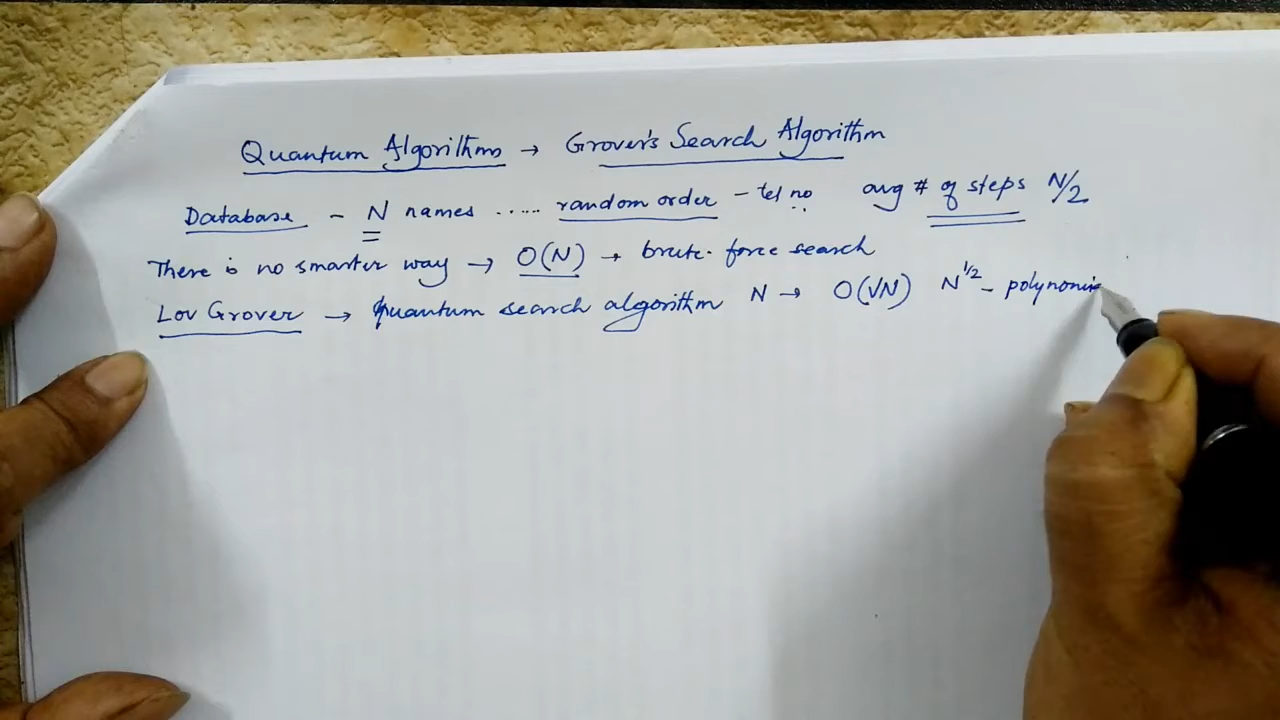 Quantum Algorithms → Grover's Search Algorithm
Database - N names ..... random order - tel no avg # of steps N/2
There is no smarter way → O(N) → brute-force search
Lov Grover → quantum search algorithm N → O(√N) N^1/2 - polynomi